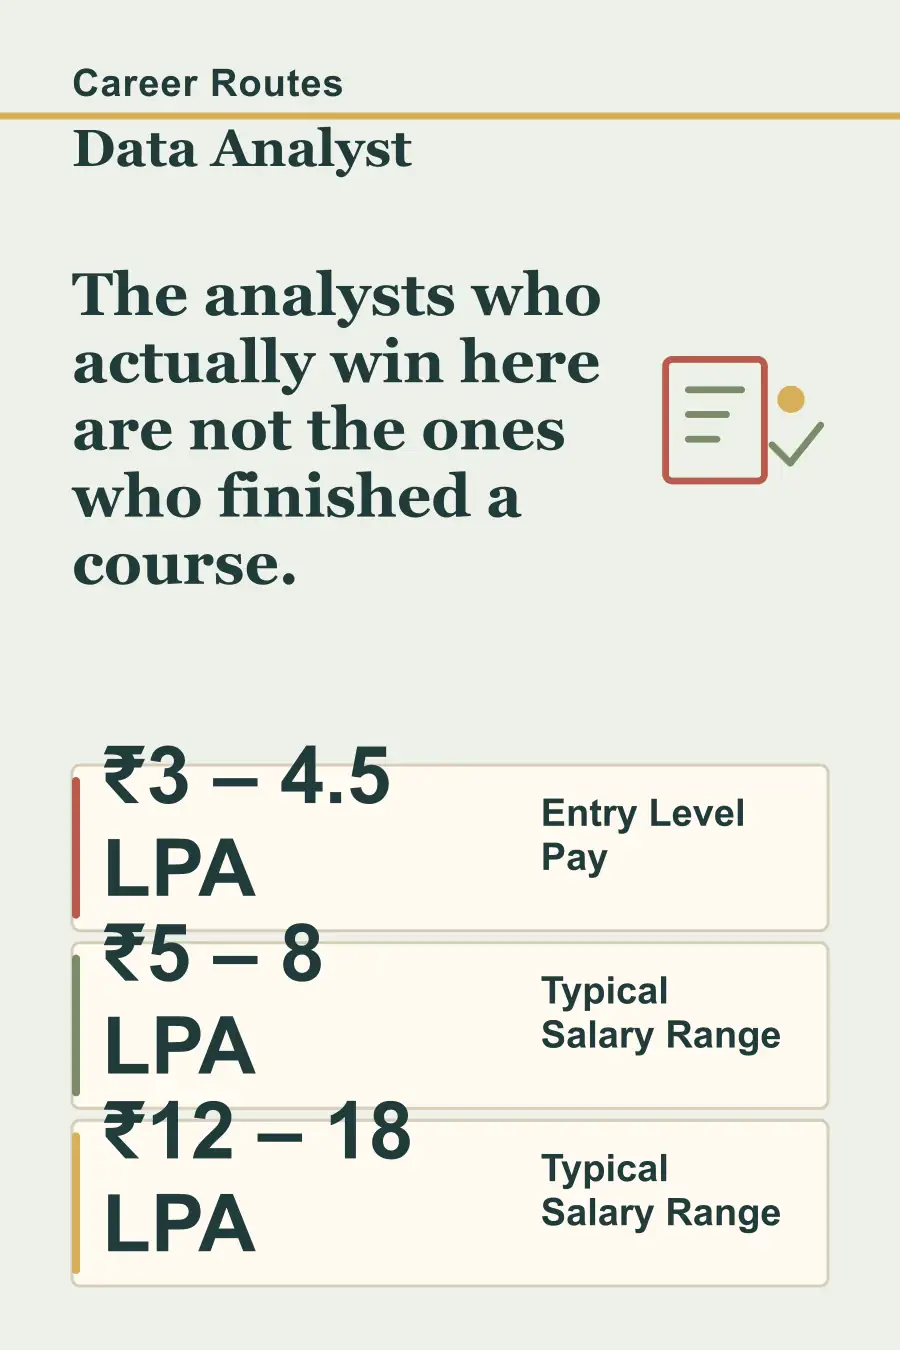 Career Routes
Data Analyst
The analysts who
actually win here
are not the ones
who finished a
course.
₹3 – 4.5
LPA
Entry Level
Pay
₹5 – 8
LPA
Typical
Salary Range
₹12 – 18
LPA
Typical
Salary Range